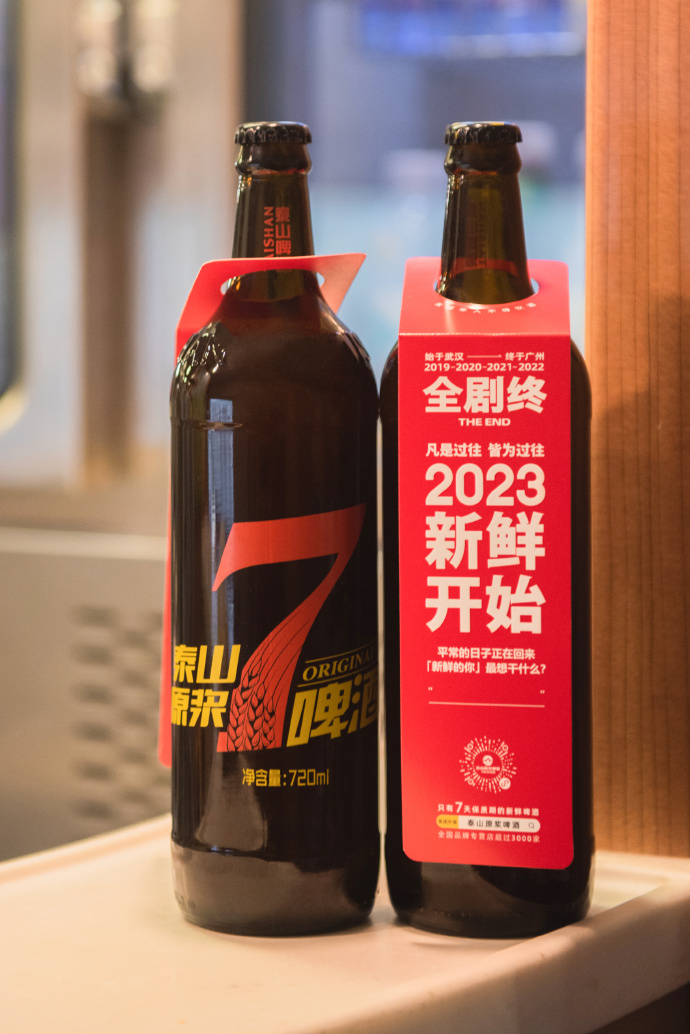 泰山啤
AISHAN
7
泰山
原浆
ORIGINA
啤酒
净含量:720ml
始于武汉——终于广州
2019-2020-2021-2022
全剧终
THE END
凡是过往 皆为过往
2023
新鲜
开始
平常的日子正在回来
「新鲜的你」最想干什么?
“ ”
只有7天保质期的新鲜啤酒
泰山原浆啤酒
全国品牌专营店超过3000家